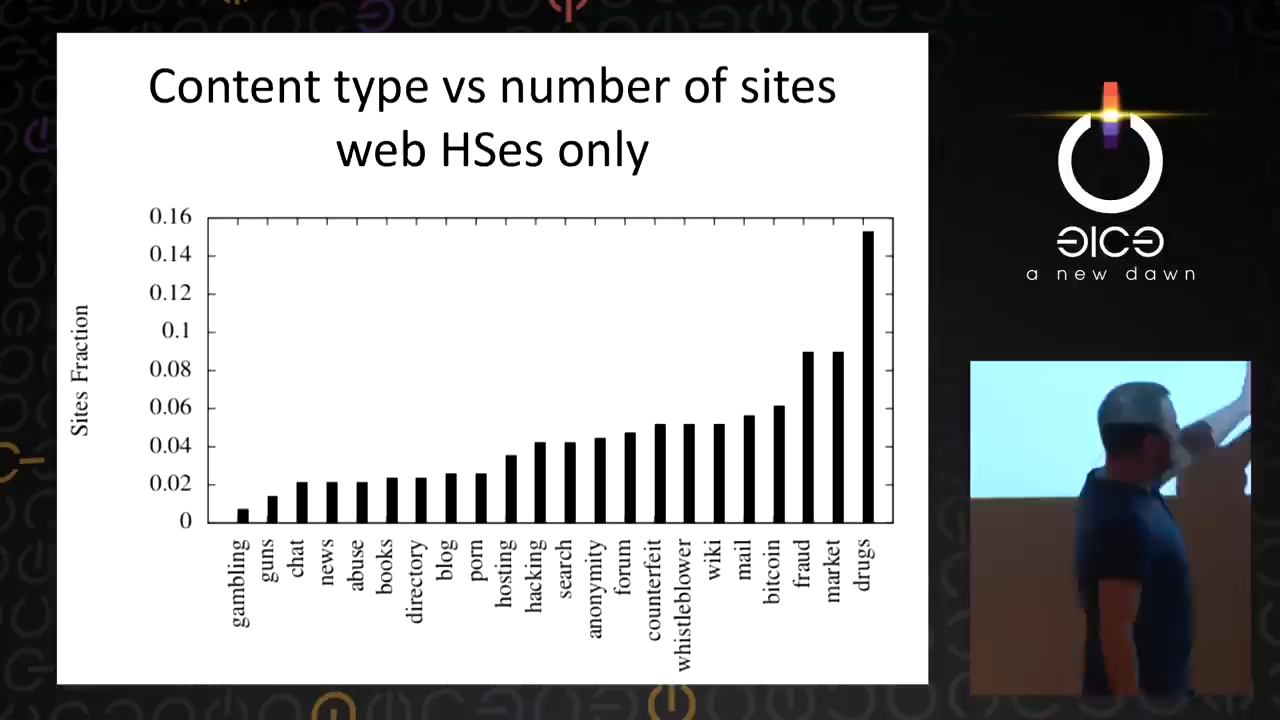 Content type vs number of sites
web HSes only
Sites Fraction
0.16
0.14
0.12
0.1
0.08
0.06
0.04
0.02
0
gambling
guns
chat
news
abuse
books
directory
blog
porn
hosting
hacking
search
anonymity
forum
counterfeit
whistleblower
wiki
mail
bitcoin
fraud
market
drugs
a new dawn